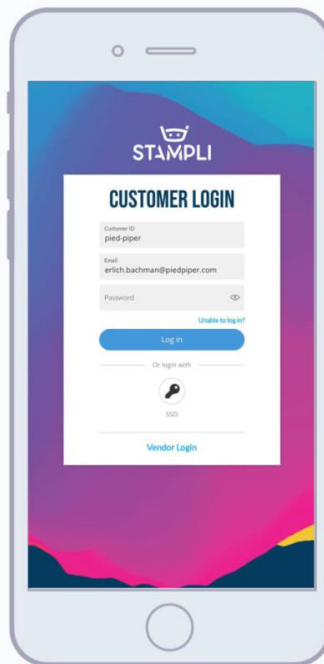 STAMPLI
CUSTOMER LOGIN
Customer ID
pied-piper
Email
erlich.bachman@piedpiper.com
Password
Unable to log in?
Log in
Or login with
SSO
Vendor Login